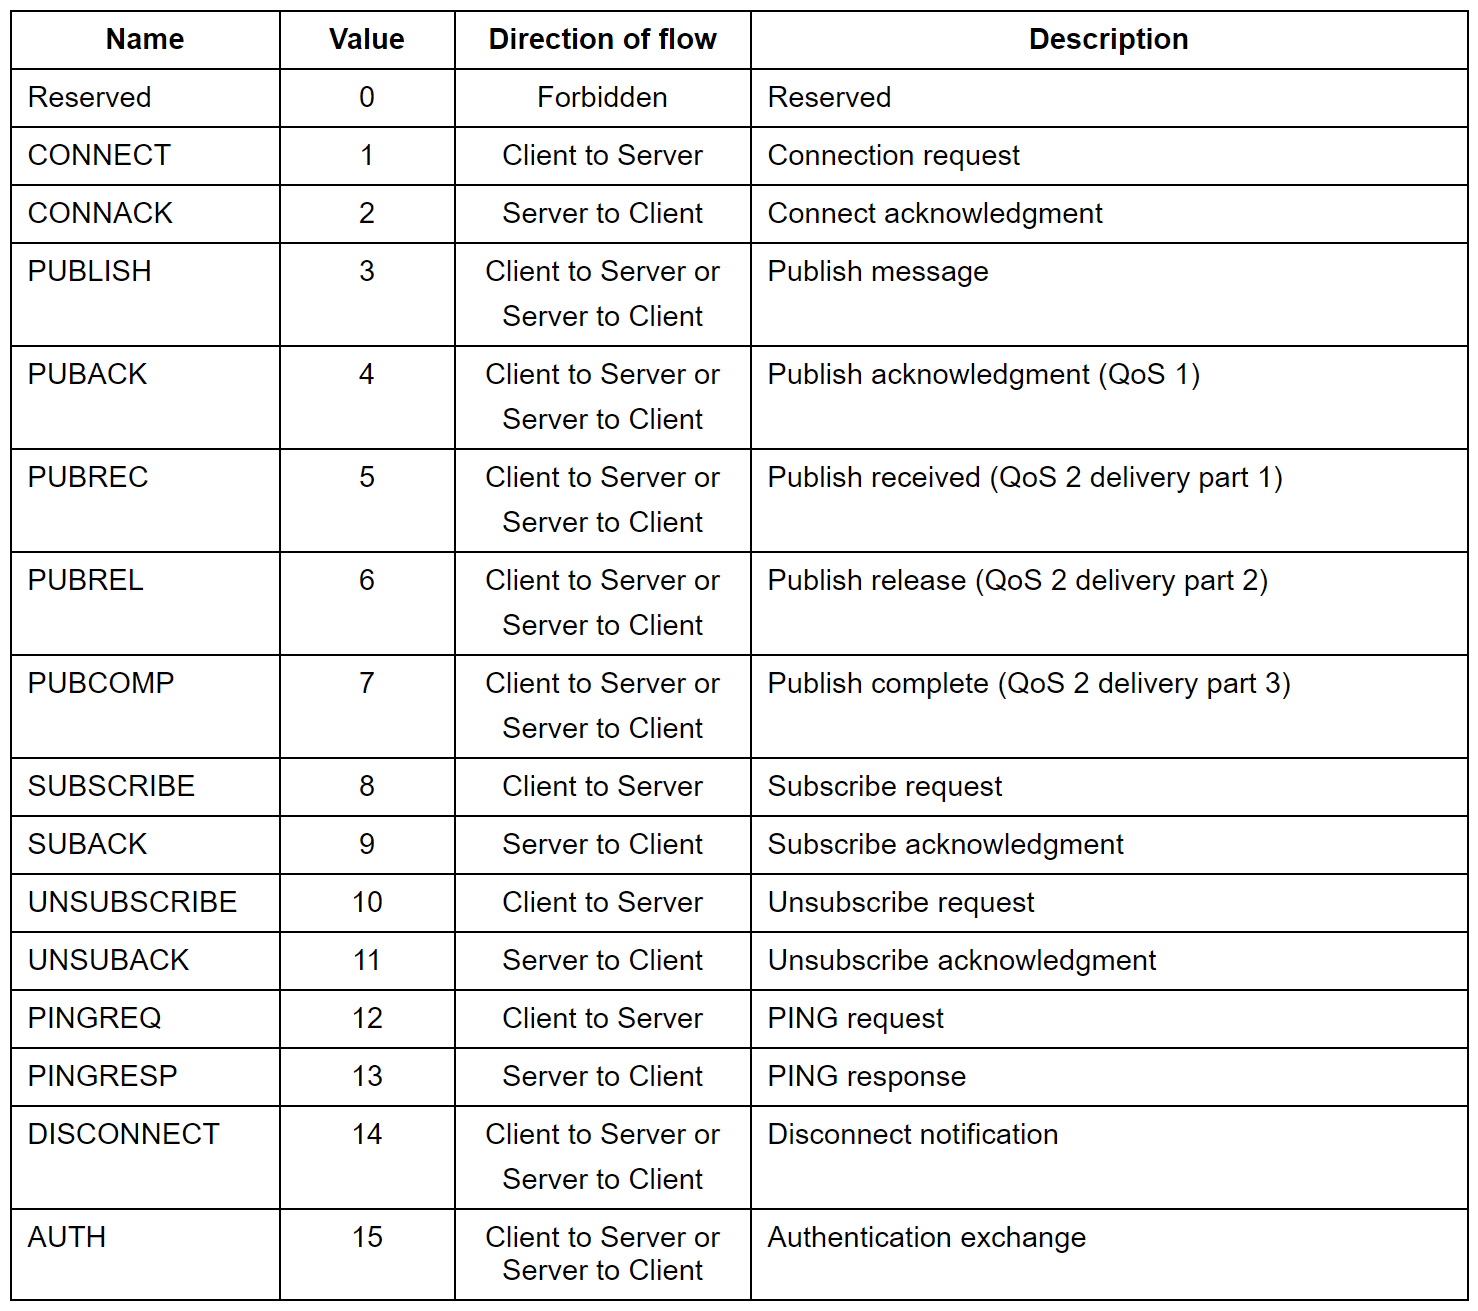 Name Value Direction of flow Description
Reserved 0 Forbidden Reserved
CONNECT 1 Client to Server Connection request
CONNACK 2 Server to Client Connect acknowledgment
PUBLISH 3 Client to Server or Publish message
Server to Client
PUBACK 4 Client to Server or Publish acknowledgment (QoS 1)
Server to Client
PUBREC 5 Client to Server or Publish received (QoS 2 delivery part 1)
Server to Client
PUBREL 6 Client to Server or Publish release (QoS 2 delivery part 2)
Server to Client
PUBCOMP 7 Client to Server or Publish complete (QoS 2 delivery part 3)
Server to Client
SUBSCRIBE 8 Client to Server Subscribe request
SUBACK 9 Server to Client Subscribe acknowledgment
UNSUBSCRIBE 10 Client to Server Unsubscribe request
UNSUBACK 11 Server to Client Unsubscribe acknowledgment
PINGREQ 12 Client to Server PING request
PINGRESP 13 Server to Client PING response
DISCONNECT 14 Client to Server or Disconnect notification
Server to Client
AUTH 15 Client to Server or Authentication exchange
Server to Client